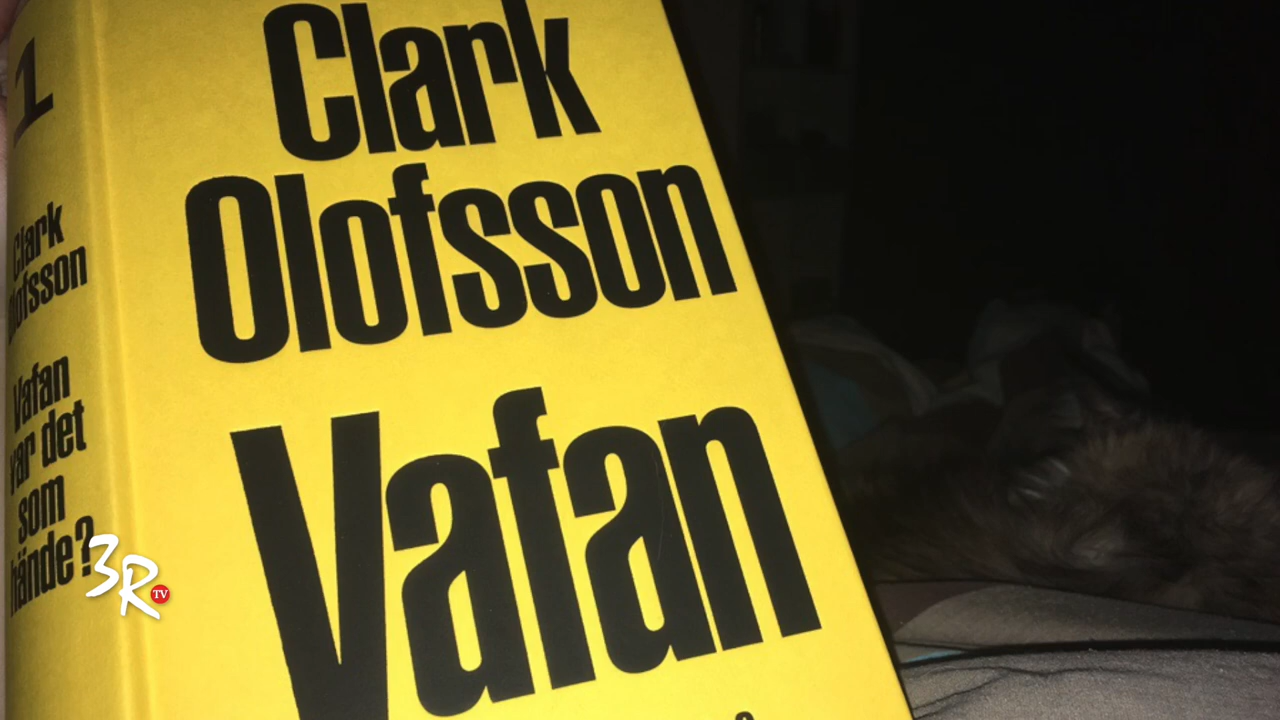 1
Clark
Olofsson
Vafan
var det
som
hände?
Clark
Olofsson
Vafan
3R
TV